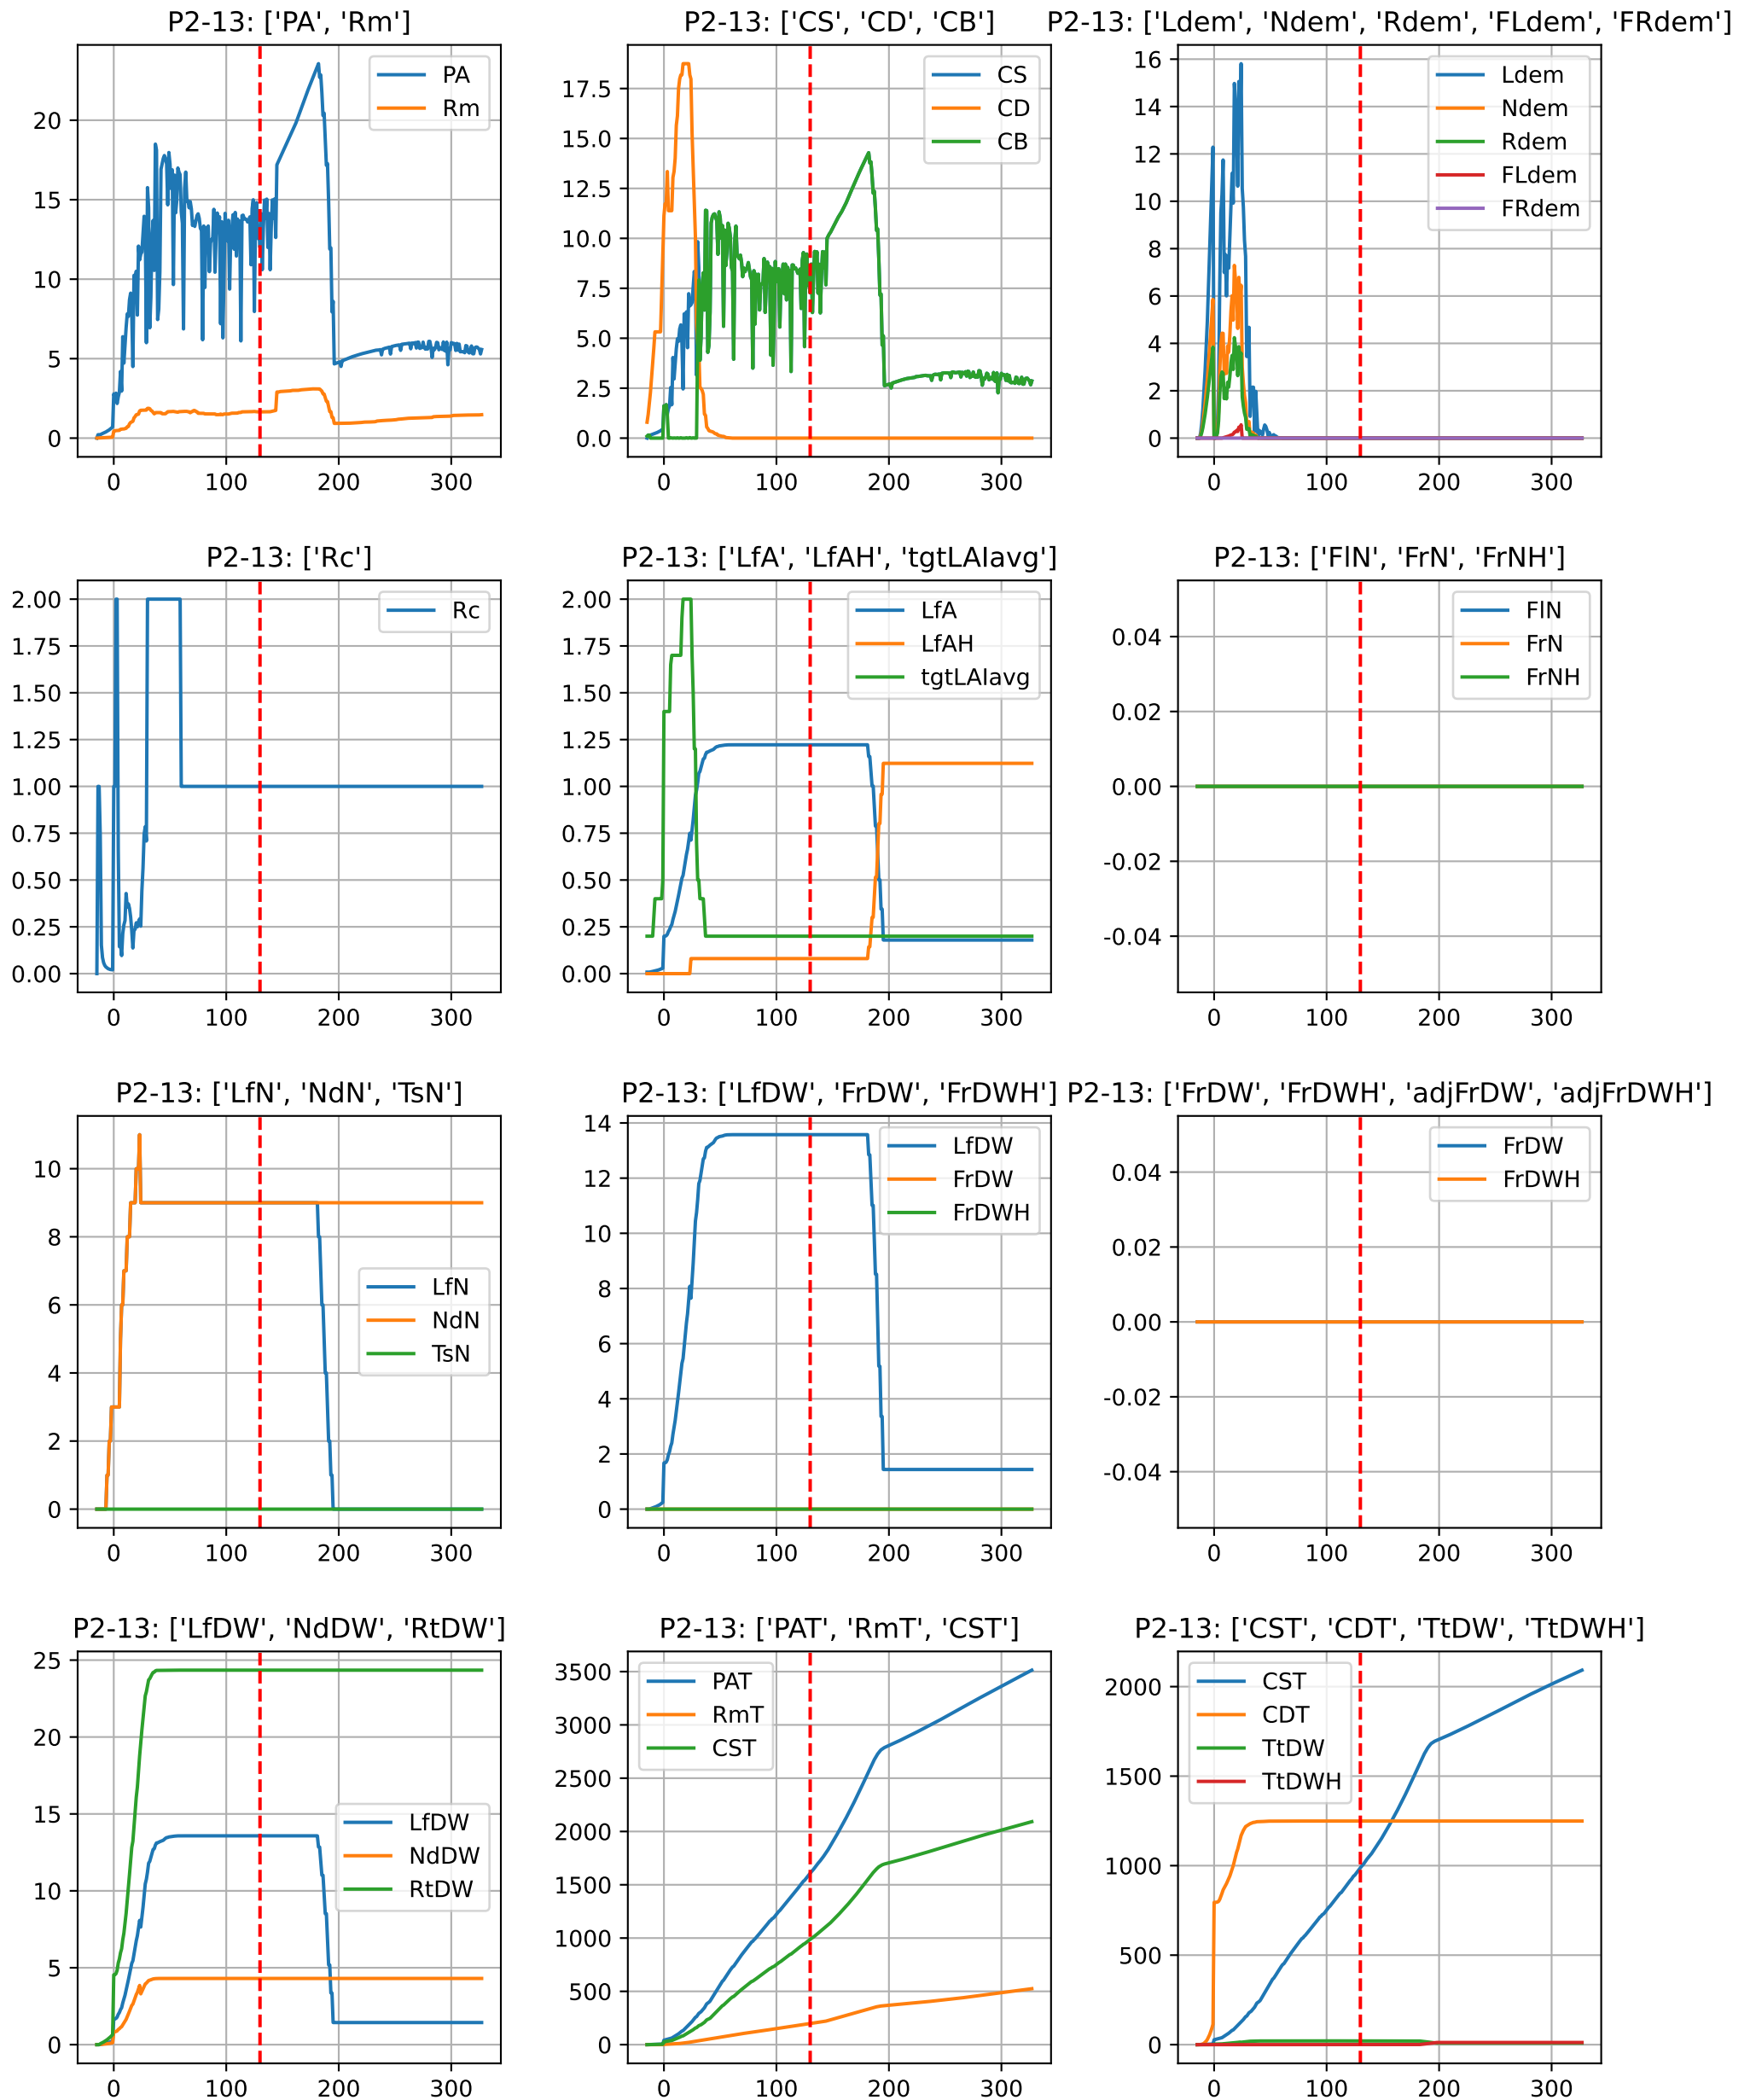 P2-13: ['PA', 'Rm']
PA
Rm
20
15
10
5
0
0 100 200 300
P2-13: ['CS', 'CD', 'CB']
CS
CD
CB
17.5
15.0
12.5
10.0
7.5
5.0
2.5
0.0
0 100 200 300
P2-13: ['Ldem', 'Ndem', 'Rdem', 'FLdem', 'FRdem']
Ldem
Ndem
Rdem
FLdem
FRdem
16
14
12
10
8
6
4
2
0
0 100 200 300
P2-13: ['Rc']
Rc
2.00
1.75
1.50
1.25
1.00
0.75
0.50
0.25
0.00
0 100 200 300
P2-13: ['LfA', 'LfAH', 'tgtLAIavg']
LfA
LfAH
tgtLAIavg
2.00
1.75
1.50
1.25
1.00
0.75
0.50
0.25
0.00
0 100 200 300
P2-13: ['FlN', 'FrN', 'FrNH']
FlN
FrN
FrNH
0.04
0.02
0.00
-0.02
-0.04
0 100 200 300
P2-13: ['LfN', 'NdN', 'TsN']
LfN
NdN
TsN
10
8
6
4
2
0
0 100 200 300
P2-13: ['LfDW', 'FrDW', 'FrDWH']
LfDW
FrDW
FrDWH
14
12
10
8
6
4
2
0
0 100 200 300
P2-13: ['FrDW', 'FrDWH', 'adjFrDW', 'adjFrDWH']
FrDW
FrDWH
0.04
0.02
0.00
-0.02
-0.04
0 100 200 300
P2-13: ['LfDW', 'NdDW', 'RtDW']
LfDW
NdDW
RtDW
25
20
15
10
5
0
0 100 200 300
P2-13: ['PAT', 'RmT', 'CST']
PAT
RmT
CST
3500
3000
2500
2000
1500
1000
500
0
0 100 200 300
P2-13: ['CST', 'CDT', 'TtDW', 'TtDWH']
CST
CDT
TtDW
TtDWH
2000
1500
1000
500
0
0 100 200 300